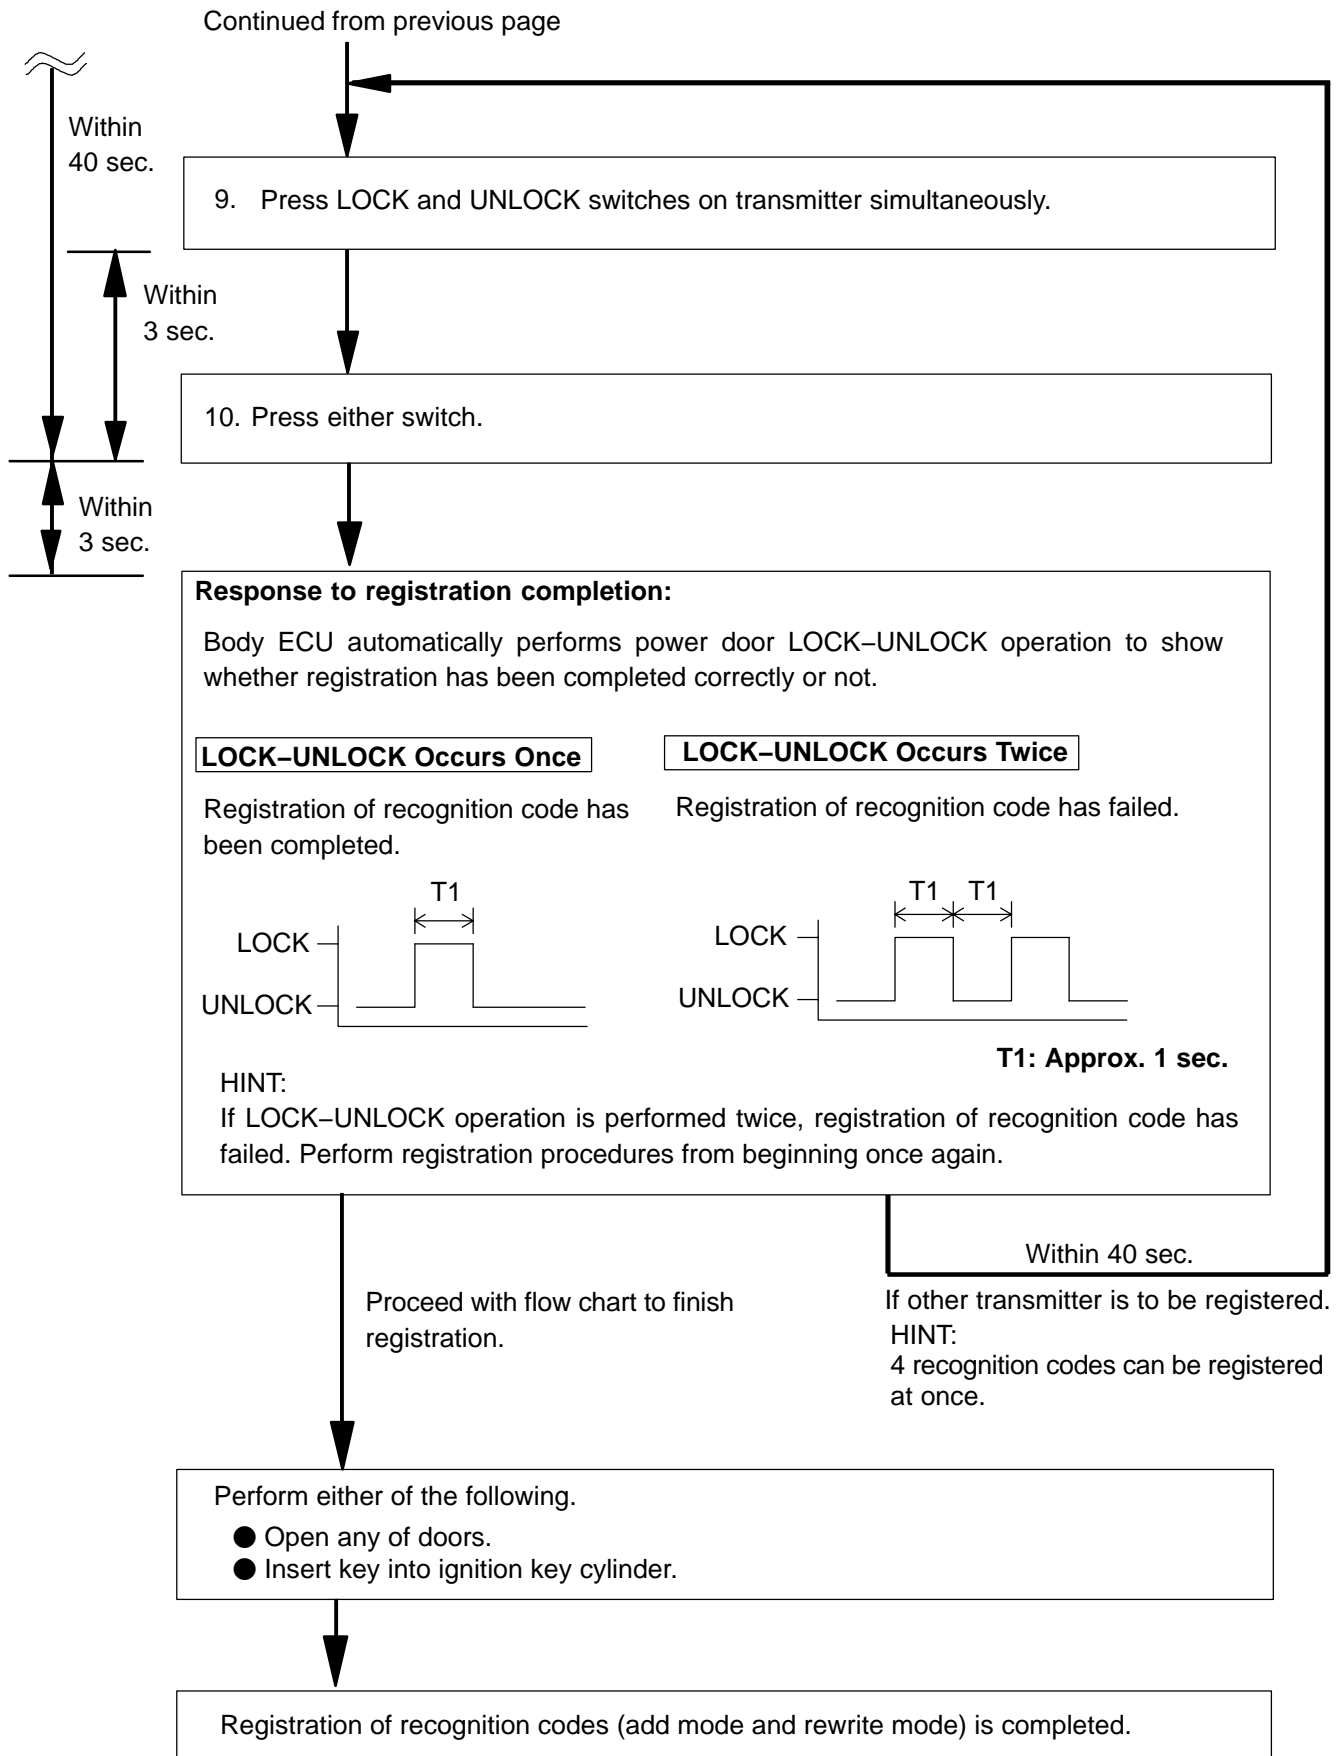 Continued from previous page
Within
40 sec.
9. Press LOCK and UNLOCK switches on transmitter simultaneously.
Within
3 sec.
10. Press either switch.
Within
3 sec.
Response to registration completion:
Body ECU automatically performs power door LOCK–UNLOCK operation to show
whether registration has been completed correctly or not.
LOCK–UNLOCK Occurs Once
Registration of recognition code has
been completed.
T1
LOCK
UNLOCK
LOCK–UNLOCK Occurs Twice
Registration of recognition code has failed.
T1 T1
LOCK
UNLOCK
T1: Approx. 1 sec.
HINT:
If LOCK–UNLOCK operation is performed twice, registration of recognition code has
failed. Perform registration procedures from beginning once again.
Within 40 sec.
If other transmitter is to be registered.
HINT:
4 recognition codes can be registered
at once.
Proceed with flow chart to finish
registration.
Perform either of the following.
● Open any of doors.
● Insert key into ignition key cylinder.
Registration of recognition codes (add mode and rewrite mode) is completed.